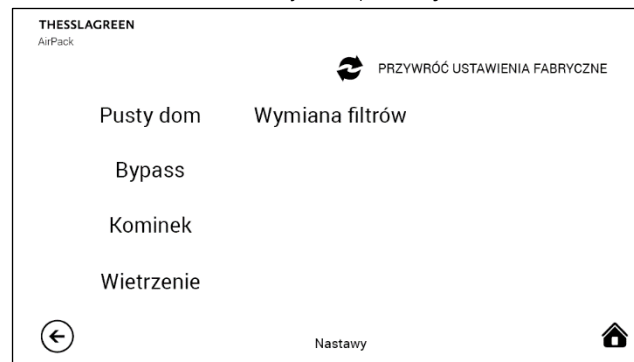 THESSLAGREEN
AirPack
PRZYWRÓĆ USTAWIENIA FABRYCZNE
Pusty dom
Wymiana filtrów
Bypass
Kominek
Wietrzenie
Nastawy